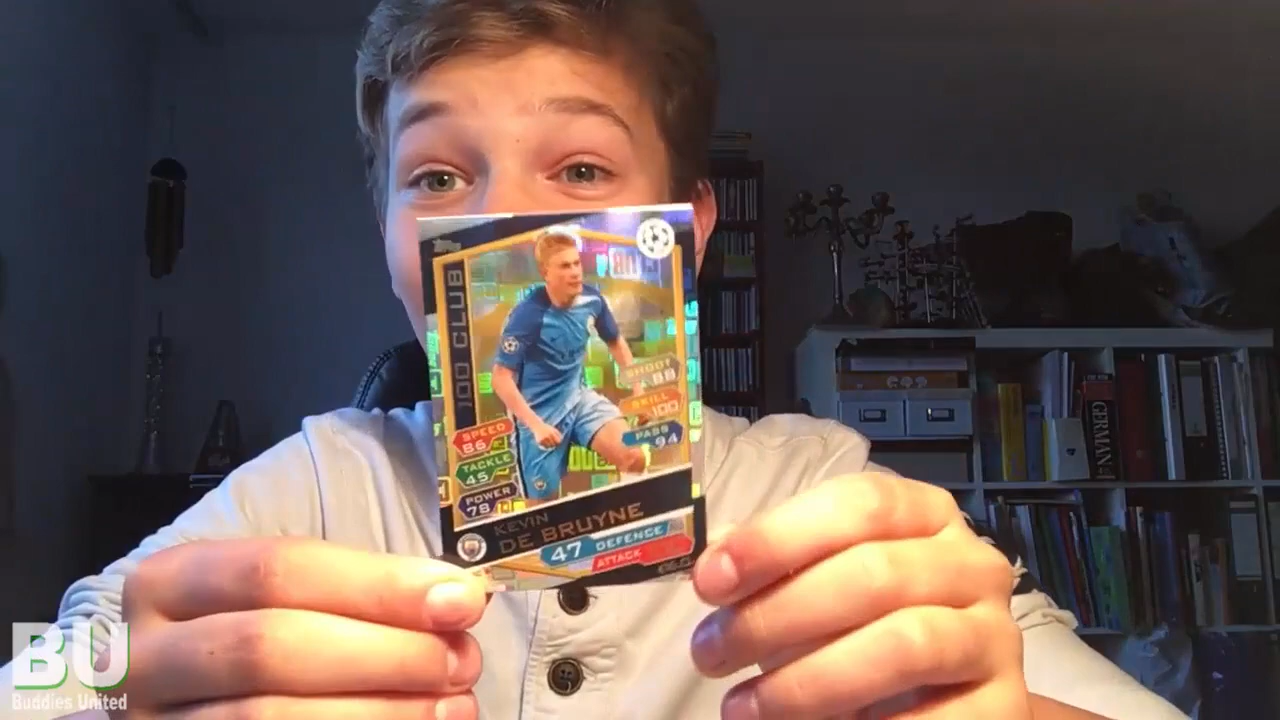 topps
100 CLUB
SHOOT
88
SKILL
100
PASS
94
SPEED
86
TACKLE
45
POWER
78
KEVIN
DE BRUYNE
47 DEFENCE
ATTACK
GERMAN
BU
Buddies United